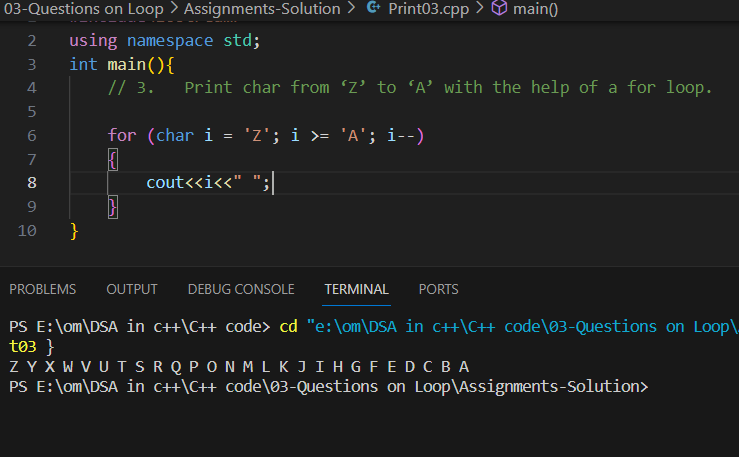 03-Questions on Loop > Assignments-Solution > Print03.cpp > main()
2 using namespace std;
3 int main(){
4 // 3. Print char from ‘Z’ to ‘A’ with the help of a for loop.
5
6 for (char i = 'Z'; i >= 'A'; i--)
7 {
8 cout<<i<<" ";
9 }
10 }
PROBLEMS OUTPUT DEBUG CONSOLE TERMINAL PORTS
PS E:\om\DSA in c++\C++ code> cd "e:\om\DSA in c++\C++ code\03-Questions on Loop\
t03 }
Z Y X W V U T S R Q P O N M L K J I H G F E D C B A
PS E:\om\DSA in c++\C++ code\03-Questions on Loop\Assignments-Solution>